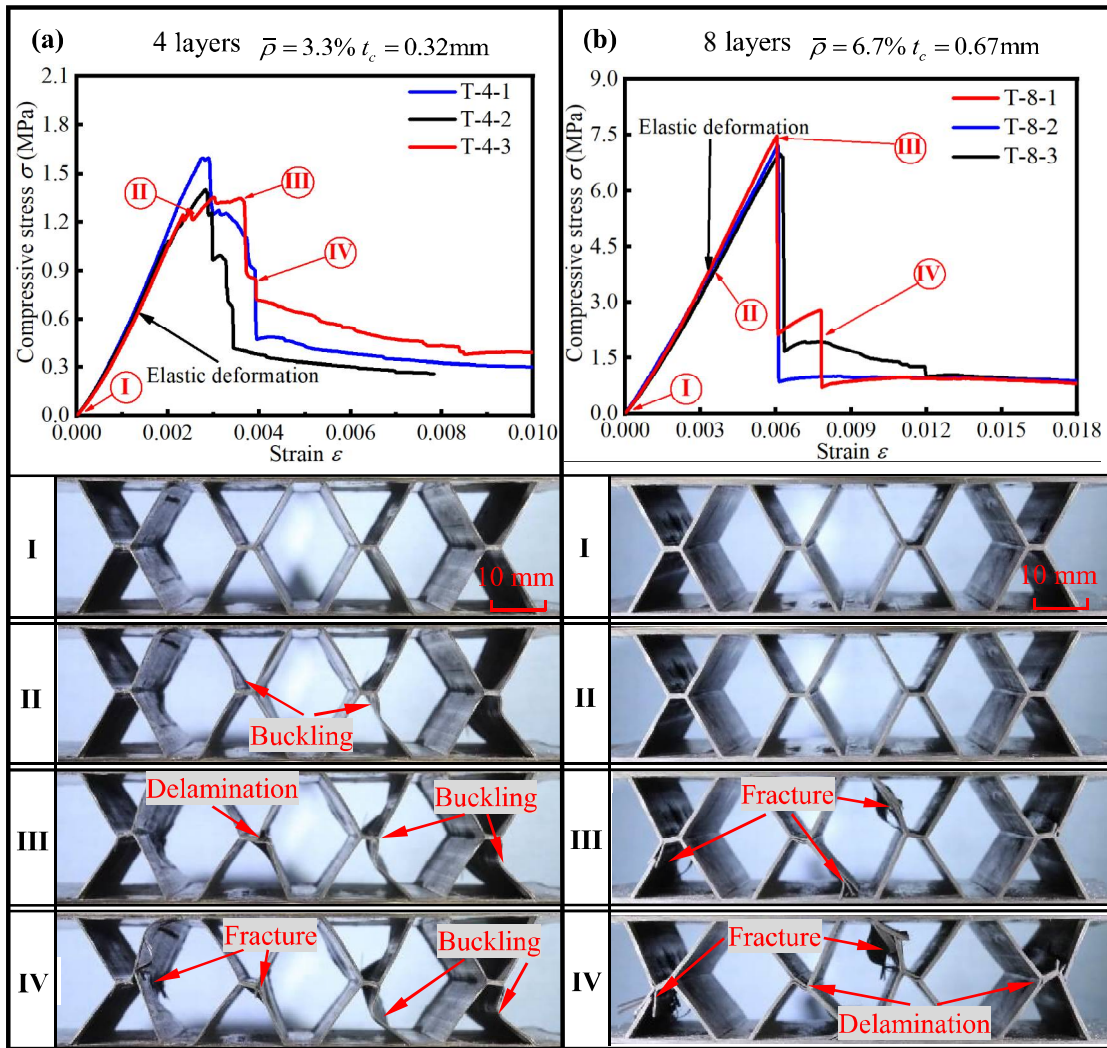 (a) 4 layers ρ̄ = 3.3% t_c = 0.32mm
2.1
1.8
1.5
1.2
0.9
0.6
0.3
0.0
Compressive stress σ (MPa)
T-4-1
T-4-2
T-4-3
II
III
IV
I
Elastic deformation
0.000 0.002 0.004 0.006 0.008 0.010
Strain ε
(b) 8 layers ρ̄ = 6.7% t_c = 0.67mm
9.0
7.5
6.0
4.5
3.0
1.5
0.0
Compressive stress σ (MPa)
T-8-1
T-8-2
T-8-3
Elastic deformation
III
II
IV
I
0.000 0.003 0.006 0.009 0.012 0.015 0.018
Strain ε
I
10 mm
II
Buckling
III
Delamination
Buckling
IV
Fracture
Buckling
I
10 mm
II
III
Fracture
IV
Fracture
Delamination